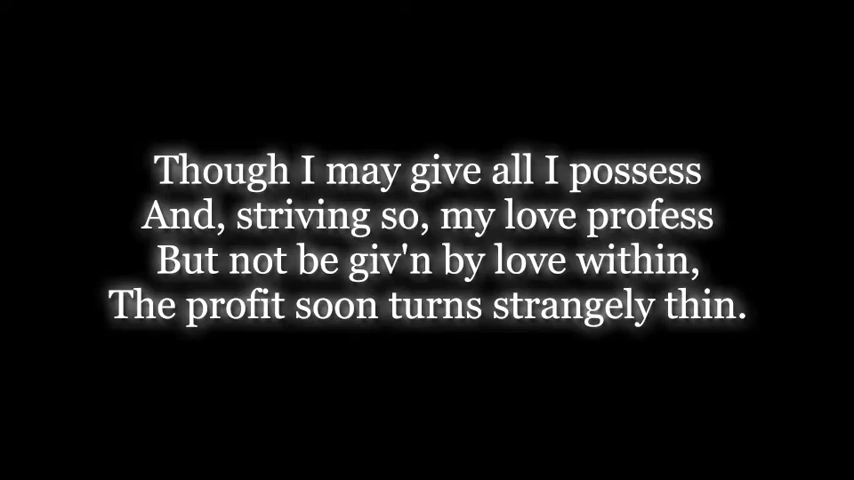 Though I may give all I possess
And, striving so, my love profess
But not be giv'n by love within,
The profit soon turns strangely thin.